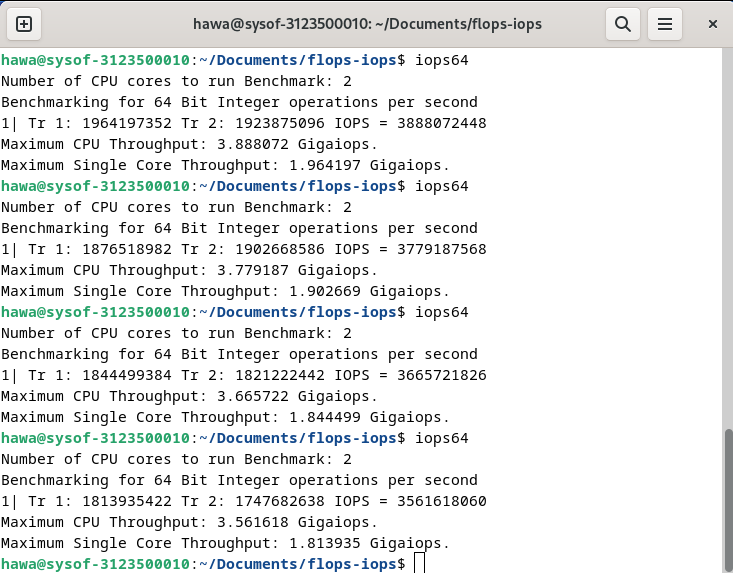 hawa@sysof-3123500010: ~/Documents/flops-iops
hawa@sysof-3123500010:~/Documents/flops-iops$ iops64
Number of CPU cores to run Benchmark: 2
Benchmarking for 64 Bit Integer operations per second
1| Tr 1: 1964197352 Tr 2: 1923875096 IOPS = 3888072448
Maximum CPU Throughput: 3.888072 Gigaiops.
Maximum Single Core Throughput: 1.964197 Gigaiops.
hawa@sysof-3123500010:~/Documents/flops-iops$ iops64
Number of CPU cores to run Benchmark: 2
Benchmarking for 64 Bit Integer operations per second
1| Tr 1: 1876518982 Tr 2: 1902668586 IOPS = 3779187568
Maximum CPU Throughput: 3.779187 Gigaiops.
Maximum Single Core Throughput: 1.902669 Gigaiops.
hawa@sysof-3123500010:~/Documents/flops-iops$ iops64
Number of CPU cores to run Benchmark: 2
Benchmarking for 64 Bit Integer operations per second
1| Tr 1: 1844499384 Tr 2: 1821222442 IOPS = 3665721826
Maximum CPU Throughput: 3.665722 Gigaiops.
Maximum Single Core Throughput: 1.844499 Gigaiops.
hawa@sysof-3123500010:~/Documents/flops-iops$ iops64
Number of CPU cores to run Benchmark: 2
Benchmarking for 64 Bit Integer operations per second
1| Tr 1: 1813935422 Tr 2: 1747682638 IOPS = 3561618060
Maximum CPU Throughput: 3.561618 Gigaiops.
Maximum Single Core Throughput: 1.813935 Gigaiops.
hawa@sysof-3123500010:~/Documents/flops-iops$